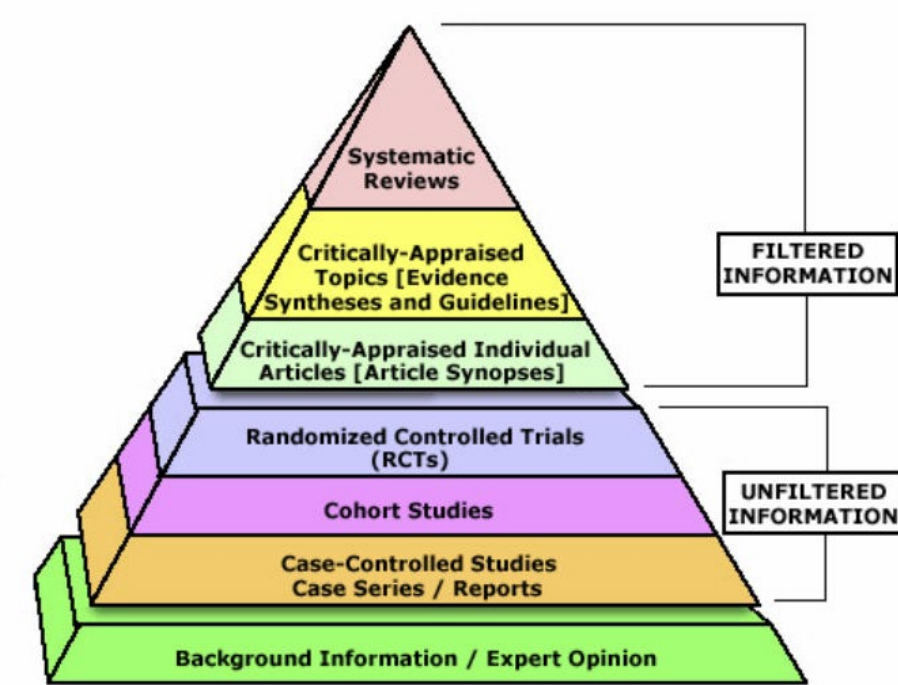 Systematic
Reviews
Critically-Appraised
Topics [Evidence
Syntheses and Guidelines]
FILTERED
INFORMATION
Critically-Appraised Individual
Articles [Article Synopses]
Randomized Controlled Trials
(RCTs)
Cohort Studies
UNFILTERED
INFORMATION
Case-Controlled Studies
Case Series / Reports
Background Information / Expert Opinion